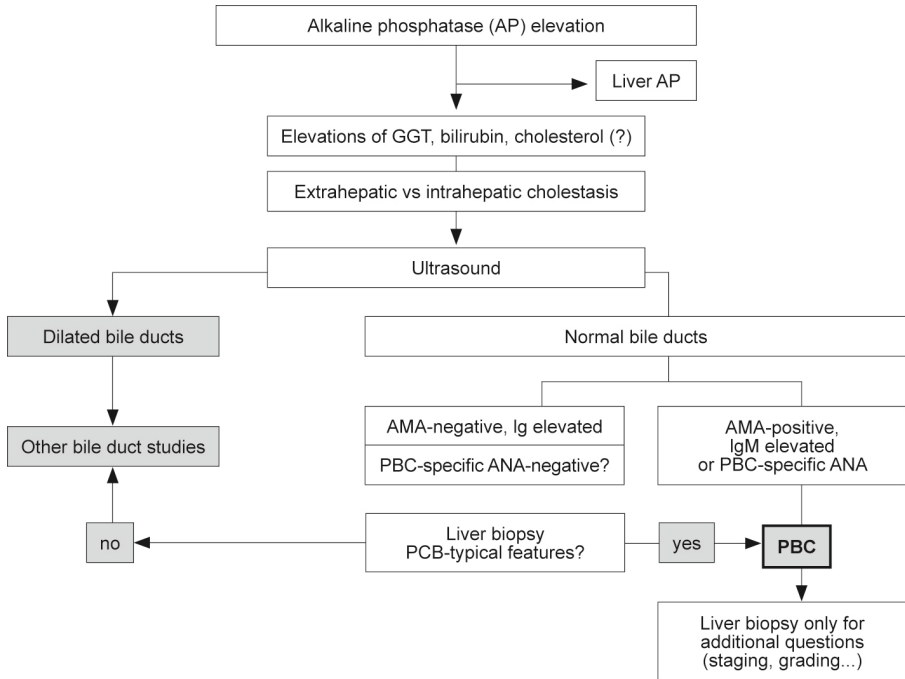 Alkaline phosphatase (AP) elevation
Liver AP
Elevations of GGT, bilirubin, cholesterol (?)
Extrahepatic vs intrahepatic cholestasis
Ultrasound
Dilated bile ducts
Normal bile ducts
Other bile duct studies
AMA-negative, Ig elevated
PBC-specific ANA-negative?
AMA-positive,
IgM elevated
or PBC-specific ANA
no
Liver biopsy
PCB-typical features?
yes
PBC
Liver biopsy only for
additional questions
(staging, grading...)